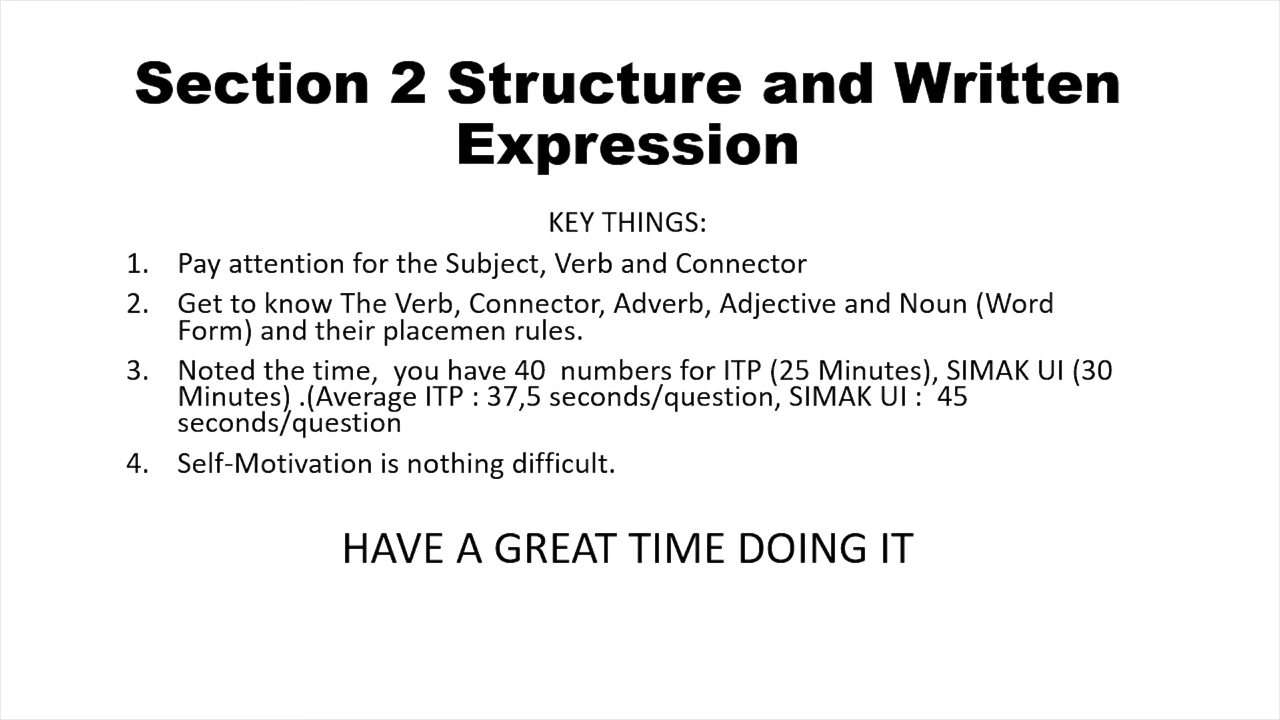 Section 2 Structure and Written
Expression
KEY THINGS:
1. Pay attention for the Subject, Verb and Connector
2. Get to know The Verb, Connector, Adverb, Adjective and Noun (Word
Form) and their placemen rules.
3. Noted the time,  you have 40  numbers for ITP (25 Minutes), SIMAK UI (30
Minutes) .(Average ITP : 37,5 seconds/question, SIMAK UI :  45
seconds/question
4. Self-Motivation is nothing difficult.
HAVE A GREAT TIME DOING IT